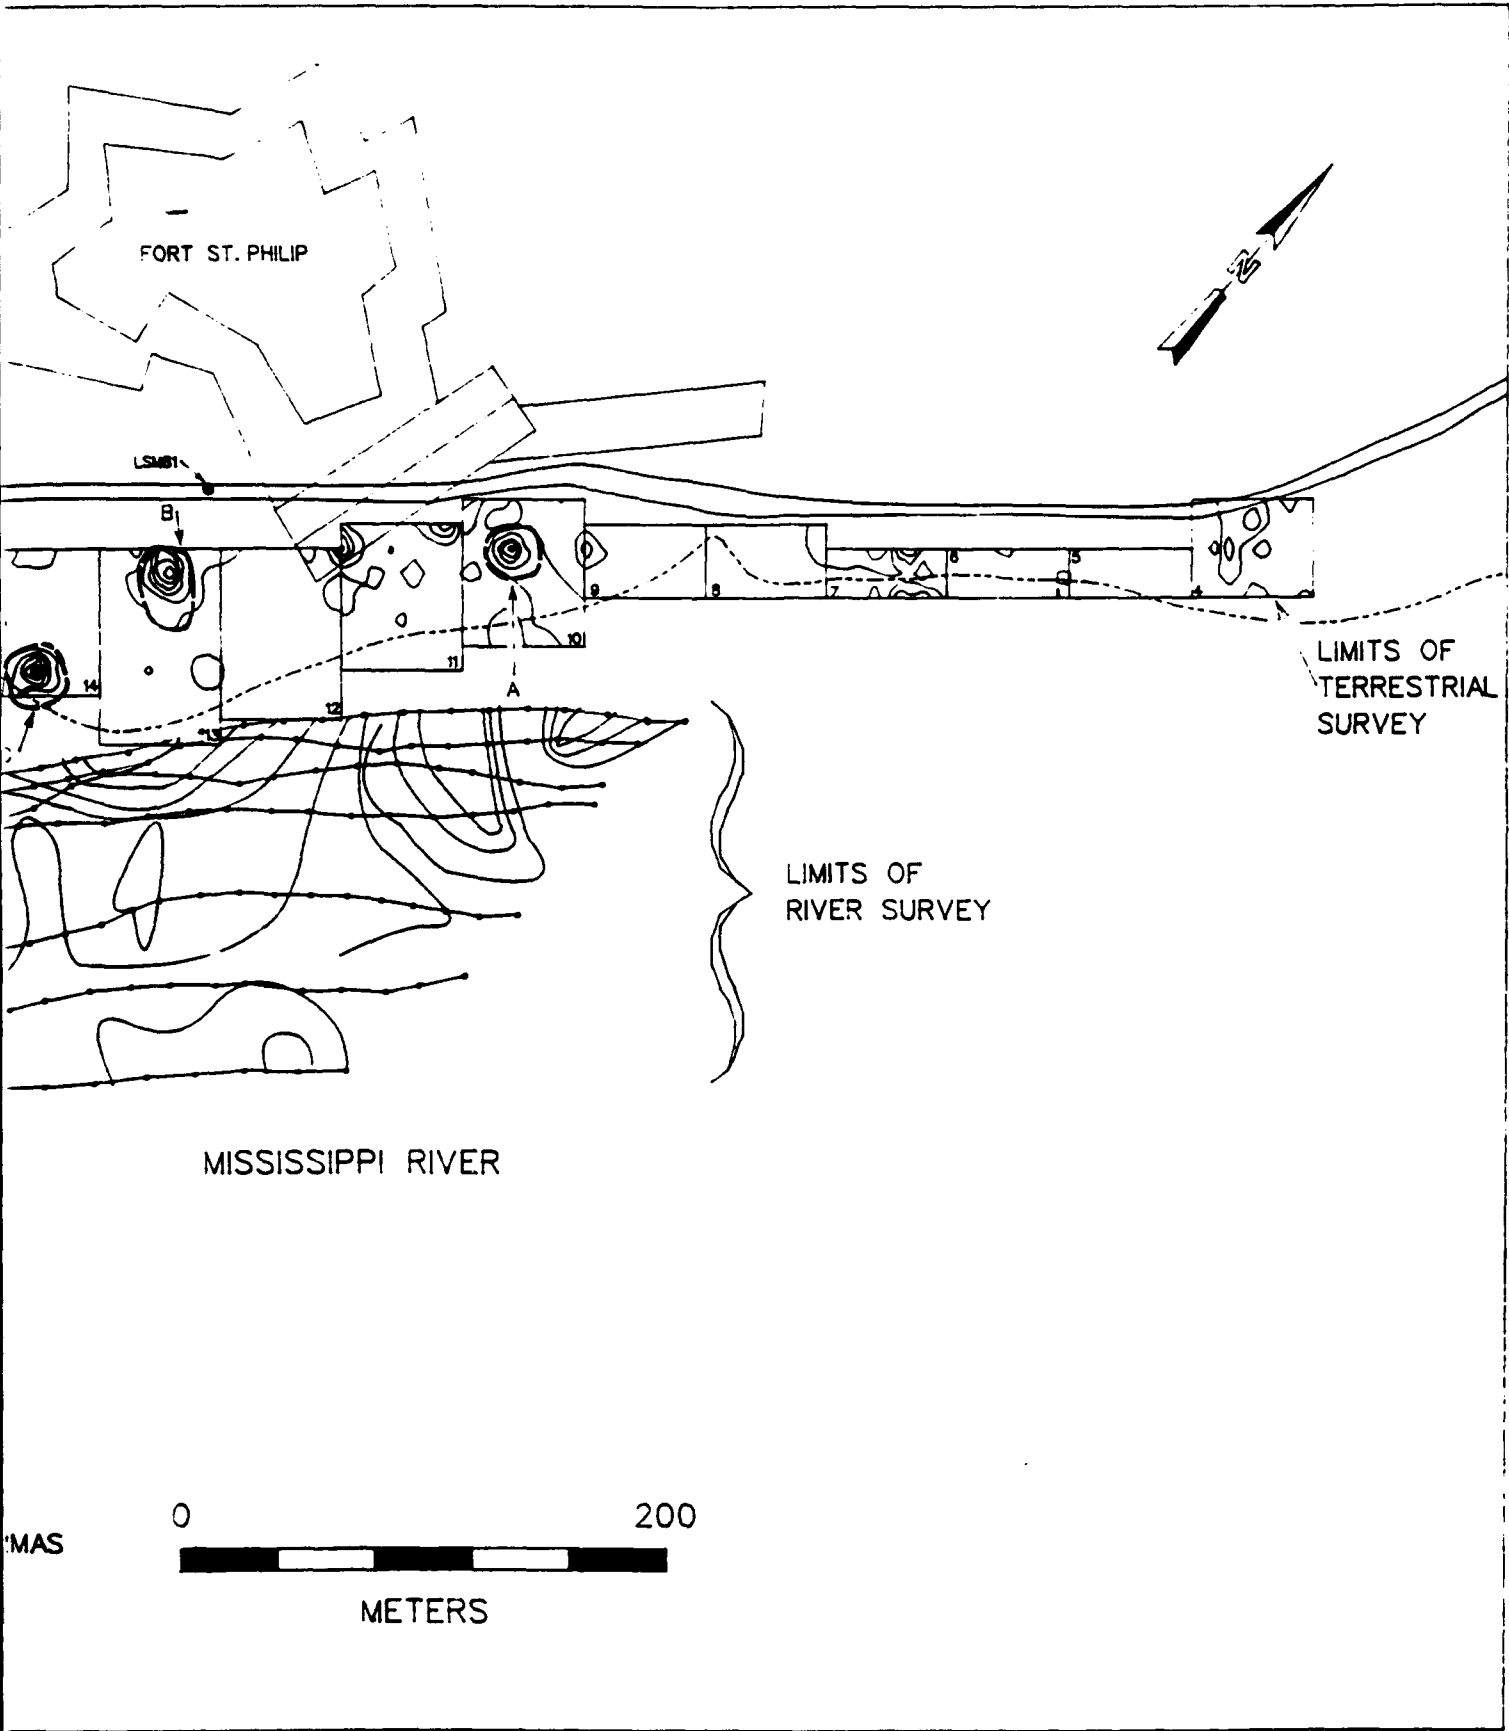 N
FORT ST. PHILIP
LSMB1
B
9
8
7
6
5
4
10
11
14
12
13
A
LIMITS OF
TERRESTRIAL
SURVEY
LIMITS OF
RIVER SURVEY
MISSISSIPPI RIVER
0 200
MAS
METERS